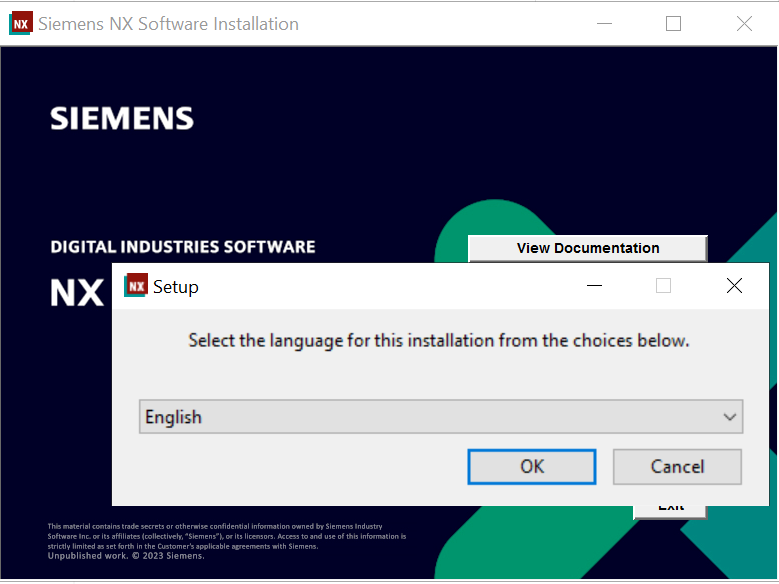 NX Siemens NX Software Installation
SIEMENS
DIGITAL INDUSTRIES SOFTWARE
View Documentation
NX
NX Setup
Select the language for this installation from the choices below.
English
OK Cancel
Exit
This material contains trade secrets or otherwise confidential information owned by Siemens Industry
Software Inc. or its affiliates (collectively, “Siemens”), or its licensors. Access to and use of this information is
strictly limited as set forth in the Customer's applicable agreements with Siemens.
Unpublished work. © 2023 Siemens.